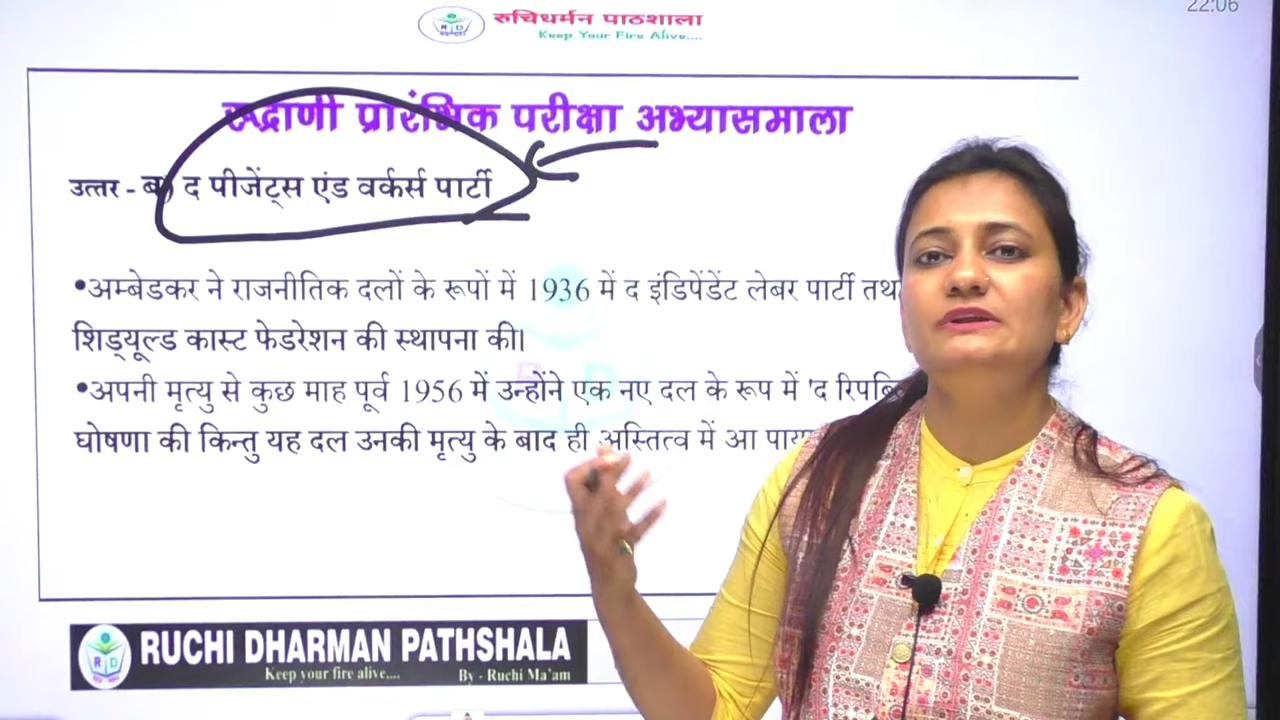 22:06
रुचिधर्मन पाठशाला
Keep Your Fire Alive....
रुद्राणी प्रारंभिक परीक्षा अभ्यासमाला
उत्तर - ब) द पीजेंट्स एंड वर्कर्स पार्टी
•अम्बेडकर ने राजनीतिक दलों के रूपों में 1936 में द इंडिपेंडेंट लेबर पार्टी
शिड्यूल्ड कास्ट फेडरेशन की स्थापना की।
•अपनी मृत्यु से कुछ माह पूर्व 1956 में उन्होंने एक नए दल के रूप में 'द
घोषणा की किन्तु यह दल उनकी मृत्यु के बाद ही अस्तित्व में आ
RD
RUCHI DHARMAN PATHSHALA
Keep your fire alive.... By - Ruchi Ma'am